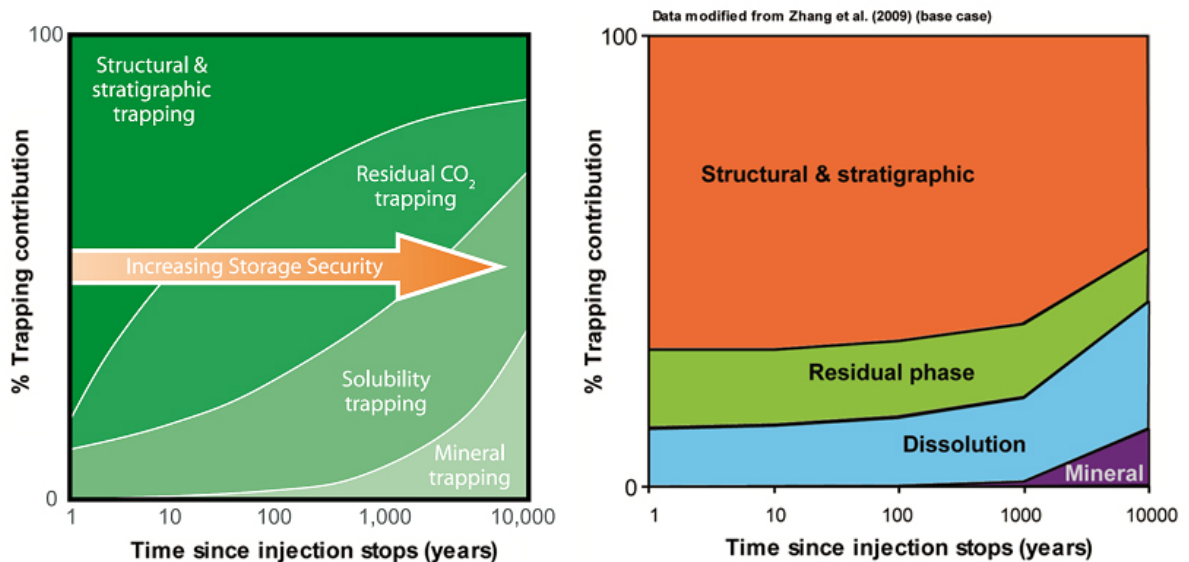 100
Structural &
stratigraphic
trapping
Residual CO₂
trapping
Increasing Storage Security
Solubility
trapping
Mineral
trapping
% Trapping contribution
0
1 10 100 1,000 10,000
Time since injection stops (years)
Data modified from Zhang et al. (2009) (base case)
100
Structural & stratigraphic
Residual phase
Dissolution
Mineral
% Trapping contribution
0
1 10 100 1000 10000
Time since injection stops (years)